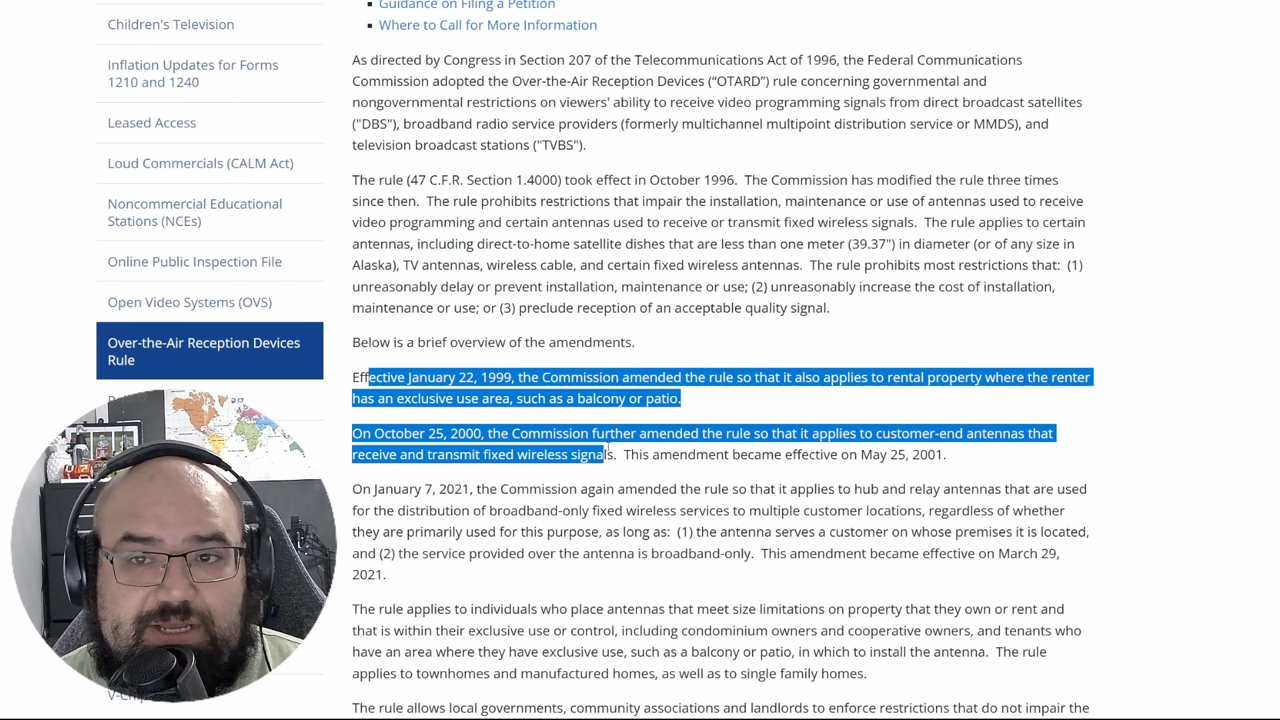 Guidance on Filing a Petition
Where to Call for More Information
Children's Television
Inflation Updates for Forms
1210 and 1240
Leased Access
Loud Commercials (CALM Act)
Noncommercial Educational
Stations (NCEs)
Online Public Inspection File
Open Video Systems (OVS)
Over-the-Air Reception Devices
Rule
As directed by Congress in Section 207 of the Telecommunications Act of 1996, the Federal Communications
Commission adopted the Over-the-Air Reception Devices (“OTARD”) rule concerning governmental and
nongovernmental restrictions on viewers' ability to receive video programming signals from direct broadcast satellites
("DBS"), broadband radio service providers (formerly multichannel multipoint distribution service or MMDS), and
television broadcast stations ("TVBS").
The rule (47 C.F.R. Section 1.4000) took effect in October 1996.  The Commission has modified the rule three times
since then.  The rule prohibits restrictions that impair the installation, maintenance or use of antennas used to receive
video programming and certain antennas used to receive or transmit fixed wireless signals.  The rule applies to certain
antennas, including direct-to-home satellite dishes that are less than one meter (39.37") in diameter (or of any size in
Alaska), TV antennas, wireless cable, and certain fixed wireless antennas.  The rule prohibits most restrictions that:  (1)
unreasonably delay or prevent installation, maintenance or use; (2) unreasonably increase the cost of installation,
maintenance or use; or (3) preclude reception of an acceptable quality signal.
Below is a brief overview of the amendments.
Effective January 22, 1999, the Commission amended the rule so that it also applies to rental property where the renter
has an exclusive use area, such as a balcony or patio.
On October 25, 2000, the Commission further amended the rule so that it applies to customer-end antennas that
receive and transmit fixed wireless signals.  This amendment became effective on May 25, 2001.
On January 7, 2021, the Commission again amended the rule so that it applies to hub and relay antennas that are used
for the distribution of broadband-only fixed wireless services to multiple customer locations, regardless of whether
they are primarily used for this purpose, as long as:  (1) the antenna serves a customer on whose premises it is located,
and (2) the service provided over the antenna is broadband-only.  This amendment became effective on March 29,
2021.
The rule applies to individuals who place antennas that meet size limitations on property that they own or rent and
that is within their exclusive use or control, including condominium owners and cooperative owners, and tenants who
have an area where they have exclusive use, such as a balcony or patio, in which to install the antenna.  The rule
applies to townhomes and manufactured homes, as well as to single family homes.
The rule allows local governments, community associations and landlords to enforce restrictions that do not impair the